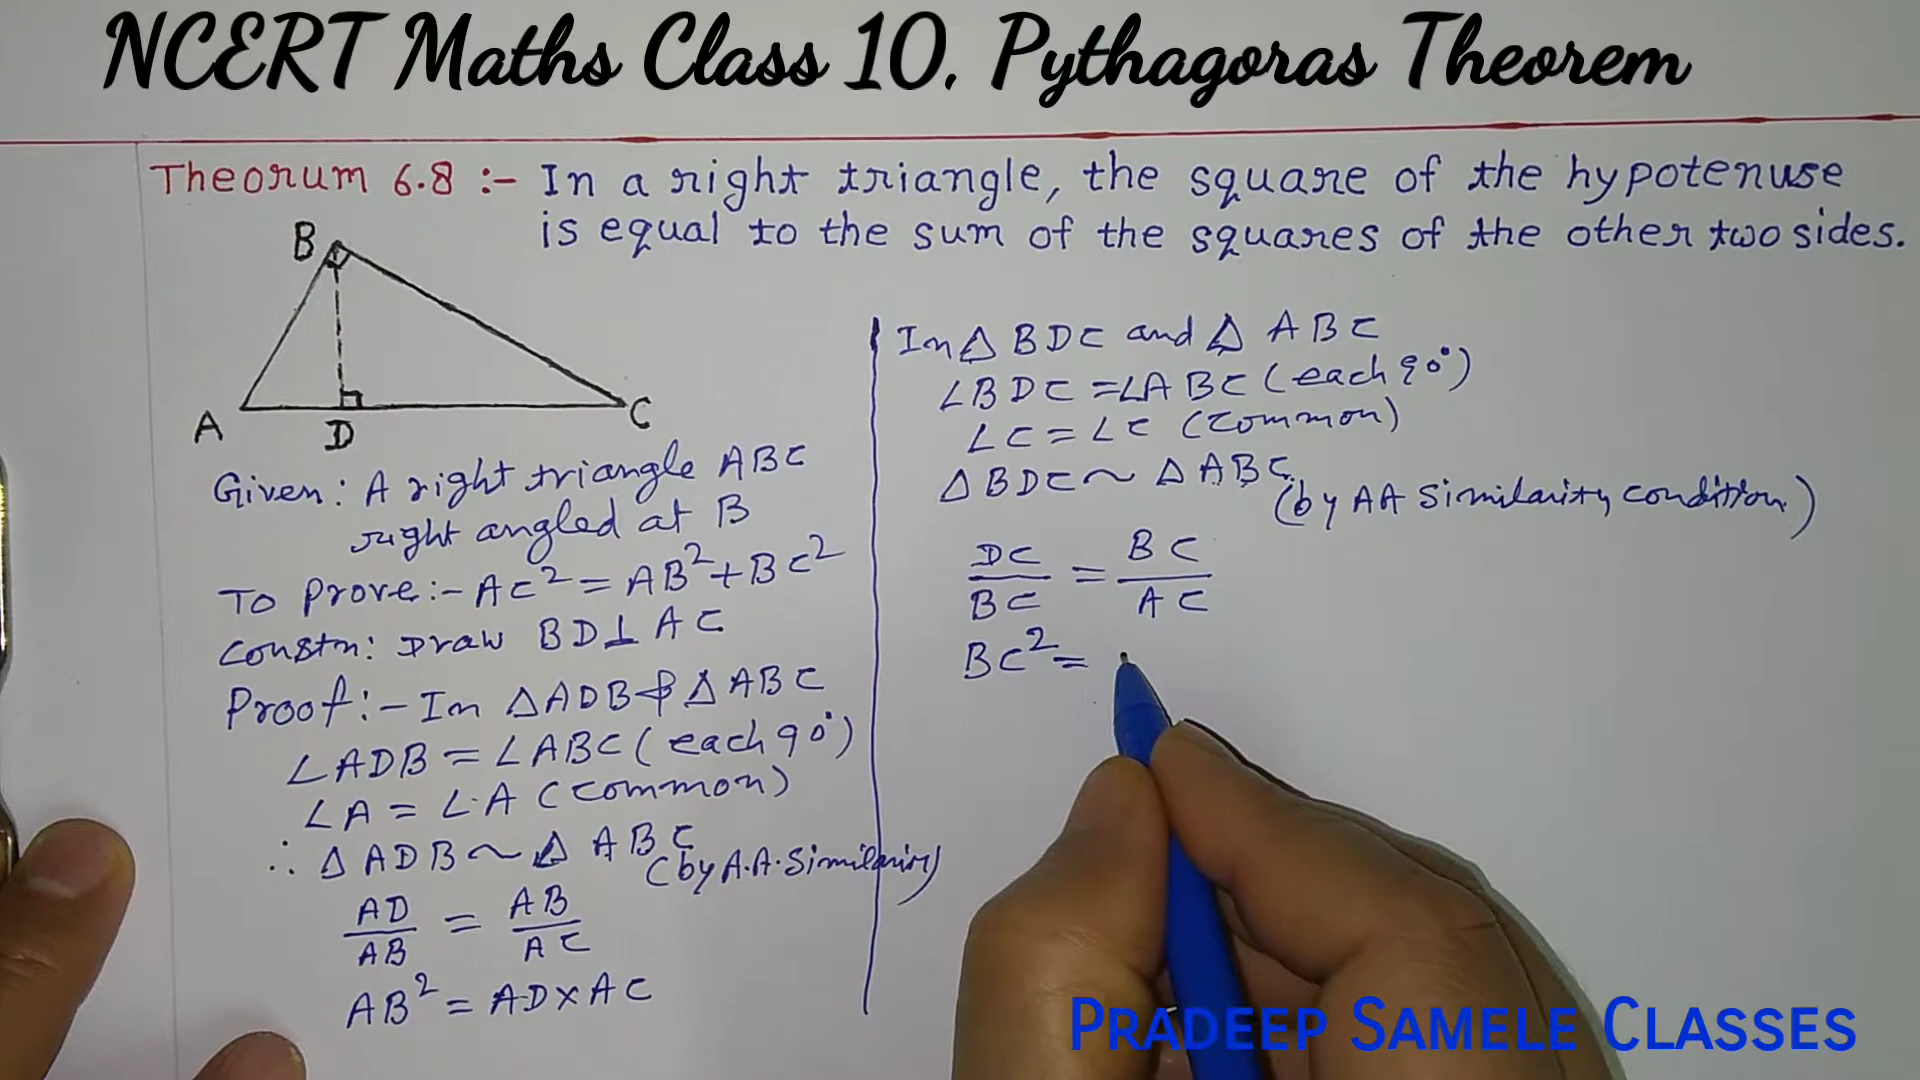 NCERT Maths Class 10. Pythagoras Theorem
Theorum 6.8 :- In a right triangle, the square of the hypotenuse
is equal to the sum of the squares of the other two sides.
B
A
D
C
Given: A right triangle ABC
right angled at B
To prove:- AC² = AB² + BC²
Constn: Draw BD⊥AC
Proof:- In △ADB & △ABC
∠ADB = ∠ABC (each 90°)
∠A = ∠A (common)
∴ △ADB ~ △ABC
(by A.A. Similarity)
AD/AB = AB/AC
AB² = AD×AC
In △BDC and △ABC
∠BDC = ∠ABC (each 90°)
∠C = ∠C (common)
△BDC ~ △ABC
(by AA Similarity condition)
DC/BC = BC/AC
BC² =
PRADEEP SAMELE CLASSES